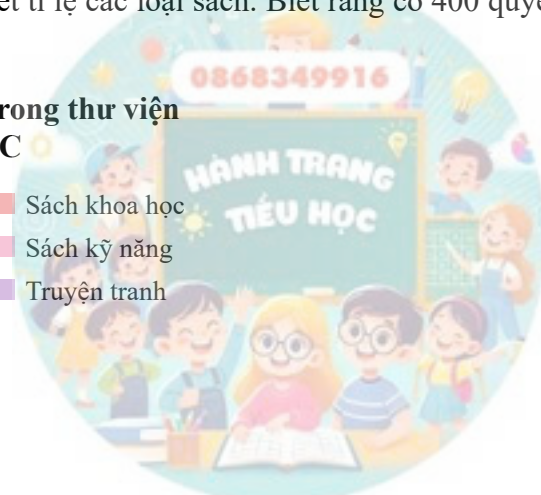 ết tỉ lệ các loại sách. Biết rằng có 400 quyể
0868349916
rong thư viện
C
HÀNH TRANG
TIỂU HỌC
Sách khoa học
Sách kỹ năng
Truyện tranh